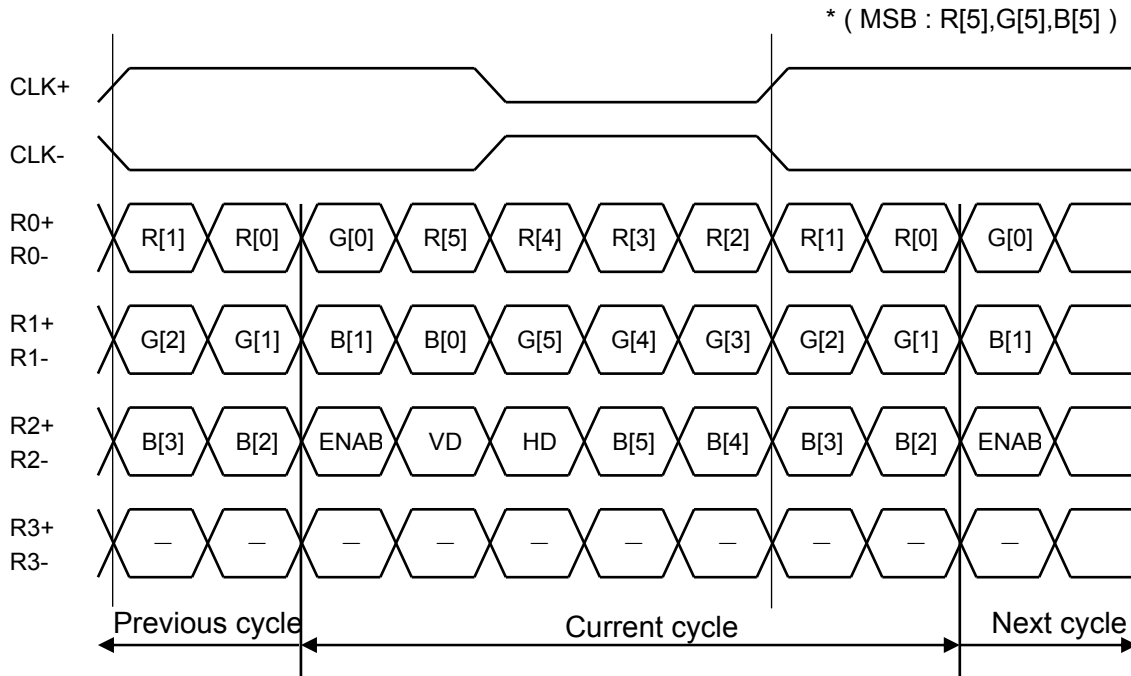 * ( MSB : R[5],G[5],B[5] )
CLK+
CLK-
R0+
R0-
R[1] R[0] G[0] R[5] R[4] R[3] R[2] R[1] R[0] G[0]
R1+
R1-
G[2] G[1] B[1] B[0] G[5] G[4] G[3] G[2] G[1] B[1]
R2+
R2-
B[3] B[2] ENAB VD HD B[5] B[4] B[3] B[2] ENAB
R3+
R3-
– – – – – – – – – –
Previous cycle Current cycle Next cycle